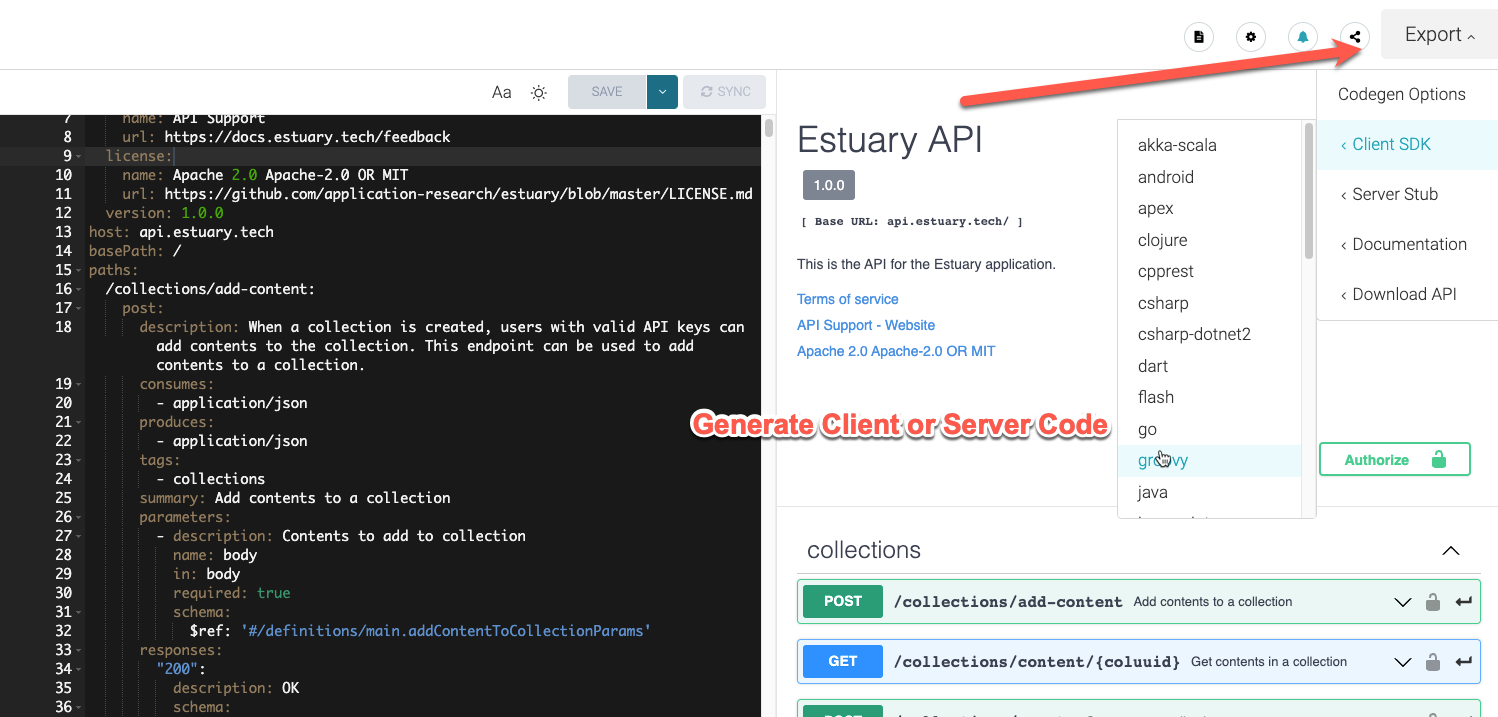 Export
Aa
SAVE
SYNC
7 name: API Support
8 url: https://docs.estuary.tech/feedback
9 license:
10 name: Apache 2.0 Apache-2.0 OR MIT
11 url: https://github.com/application-research/estuary/blob/master/LICENSE.md
12 version: 1.0.0
13 host: api.estuary.tech
14 basePath: /
15 paths:
16 /collections/add-content:
17 post:
18 description: When a collection is created, users with valid API keys can
add contents to the collection. This endpoint can be used to add
contents to a collection.
19 consumes:
20 - application/json
21 produces:
22 - application/json
23 tags:
24 - collections
25 summary: Add contents to a collection
26 parameters:
27 - description: Contents to add to collection
28 name: body
29 in: body
30 required: true
31 schema:
32 $ref: '#/definitions/main.addContentToCollectionParams'
33 responses:
34 "200":
35 description: OK
36 schema:
Estuary API
1.0.0
[ Base URL: api.estuary.tech/ ]
This is the API for the Estuary application.
Terms of service
API Support - Website
Apache 2.0 Apache-2.0 OR MIT
Generate Client or Server Code
akka-scala
android
apex
clojure
cpprest
csharp
csharp-dotnet2
dart
flash
go
groovy
java
Codegen Options
‹ Client SDK
‹ Server Stub
‹ Documentation
‹ Download API
Authorize
collections
POST /collections/add-content Add contents to a collection
GET /collections/content/{coluuid} Get contents in a collection
POST